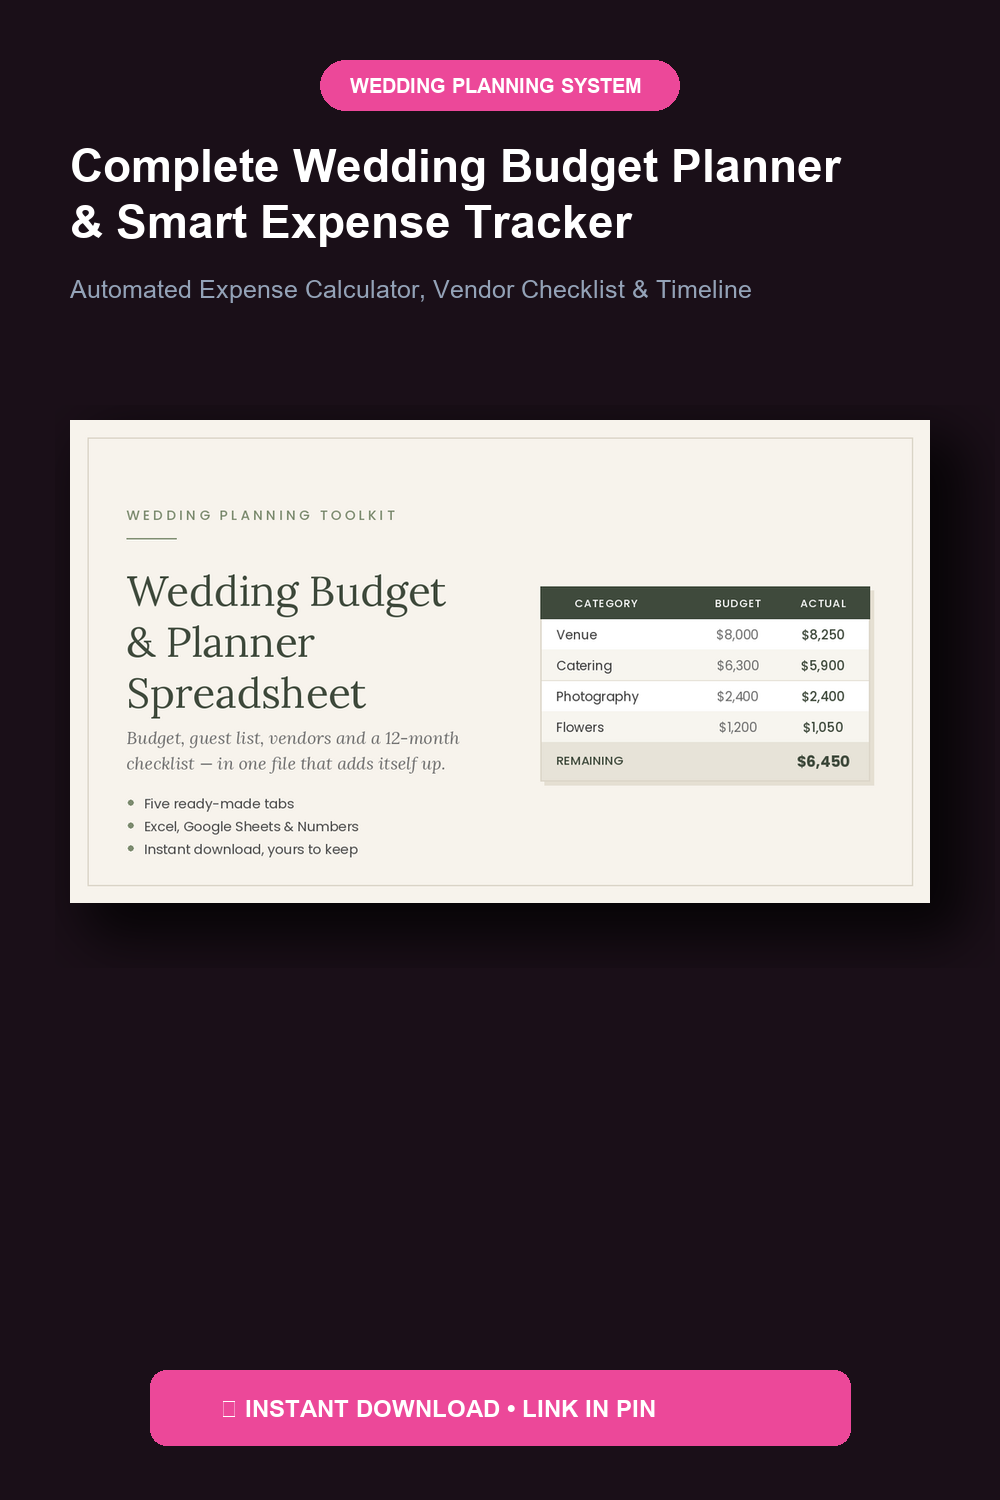 WEDDING PLANNING SYSTEM
Complete Wedding Budget Planner
& Smart Expense Tracker
Automated Expense Calculator, Vendor Checklist & Timeline
WEDDING PLANNING TOOLKIT
Wedding Budget
& Planner
Spreadsheet
Budget, guest list, vendors and a 12-month
checklist — in one file that adds itself up.
• Five ready-made tabs
• Excel, Google Sheets & Numbers
• Instant download, yours to keep
CATEGORY BUDGET ACTUAL
Venue $8,000 $8,250
Catering $6,300 $5,900
Photography $2,400 $2,400
Flowers $1,200 $1,050
REMAINING $6,450
INSTANT DOWNLOAD • LINK IN PIN